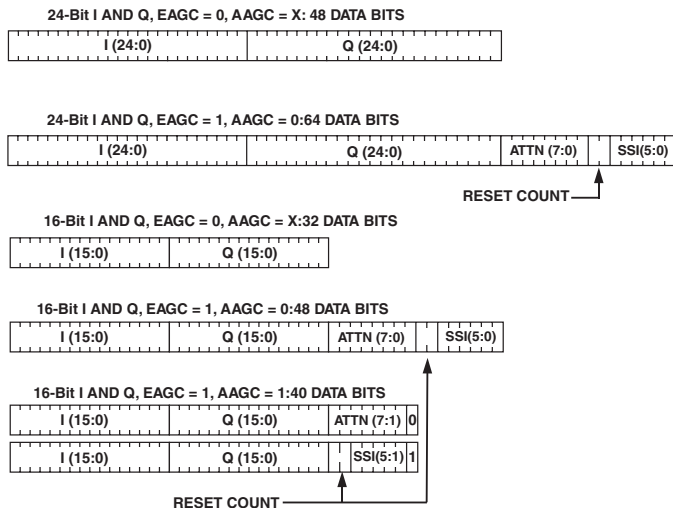 24-Bit I AND Q, EAGC = 0, AAGC = X: 48 DATA BITS
I (24:0) Q (24:0)
24-Bit I AND Q, EAGC = 1, AAGC = 0:64 DATA BITS
I (24:0) Q (24:0) ATTN (7:0) SSI(5:0)
RESET COUNT
16-Bit I AND Q, EAGC = 0, AAGC = X:32 DATA BITS
I (15:0) Q (15:0)
16-Bit I AND Q, EAGC = 1, AAGC = 0:48 DATA BITS
I (15:0) Q (15:0) ATTN (7:0) SSI(5:0)
16-Bit I AND Q, EAGC = 1, AAGC = 1:40 DATA BITS
I (15:0) Q (15:0) ATTN (7:1) 0
I (15:0) Q (15:0) SSI(5:1) 1
RESET COUNT